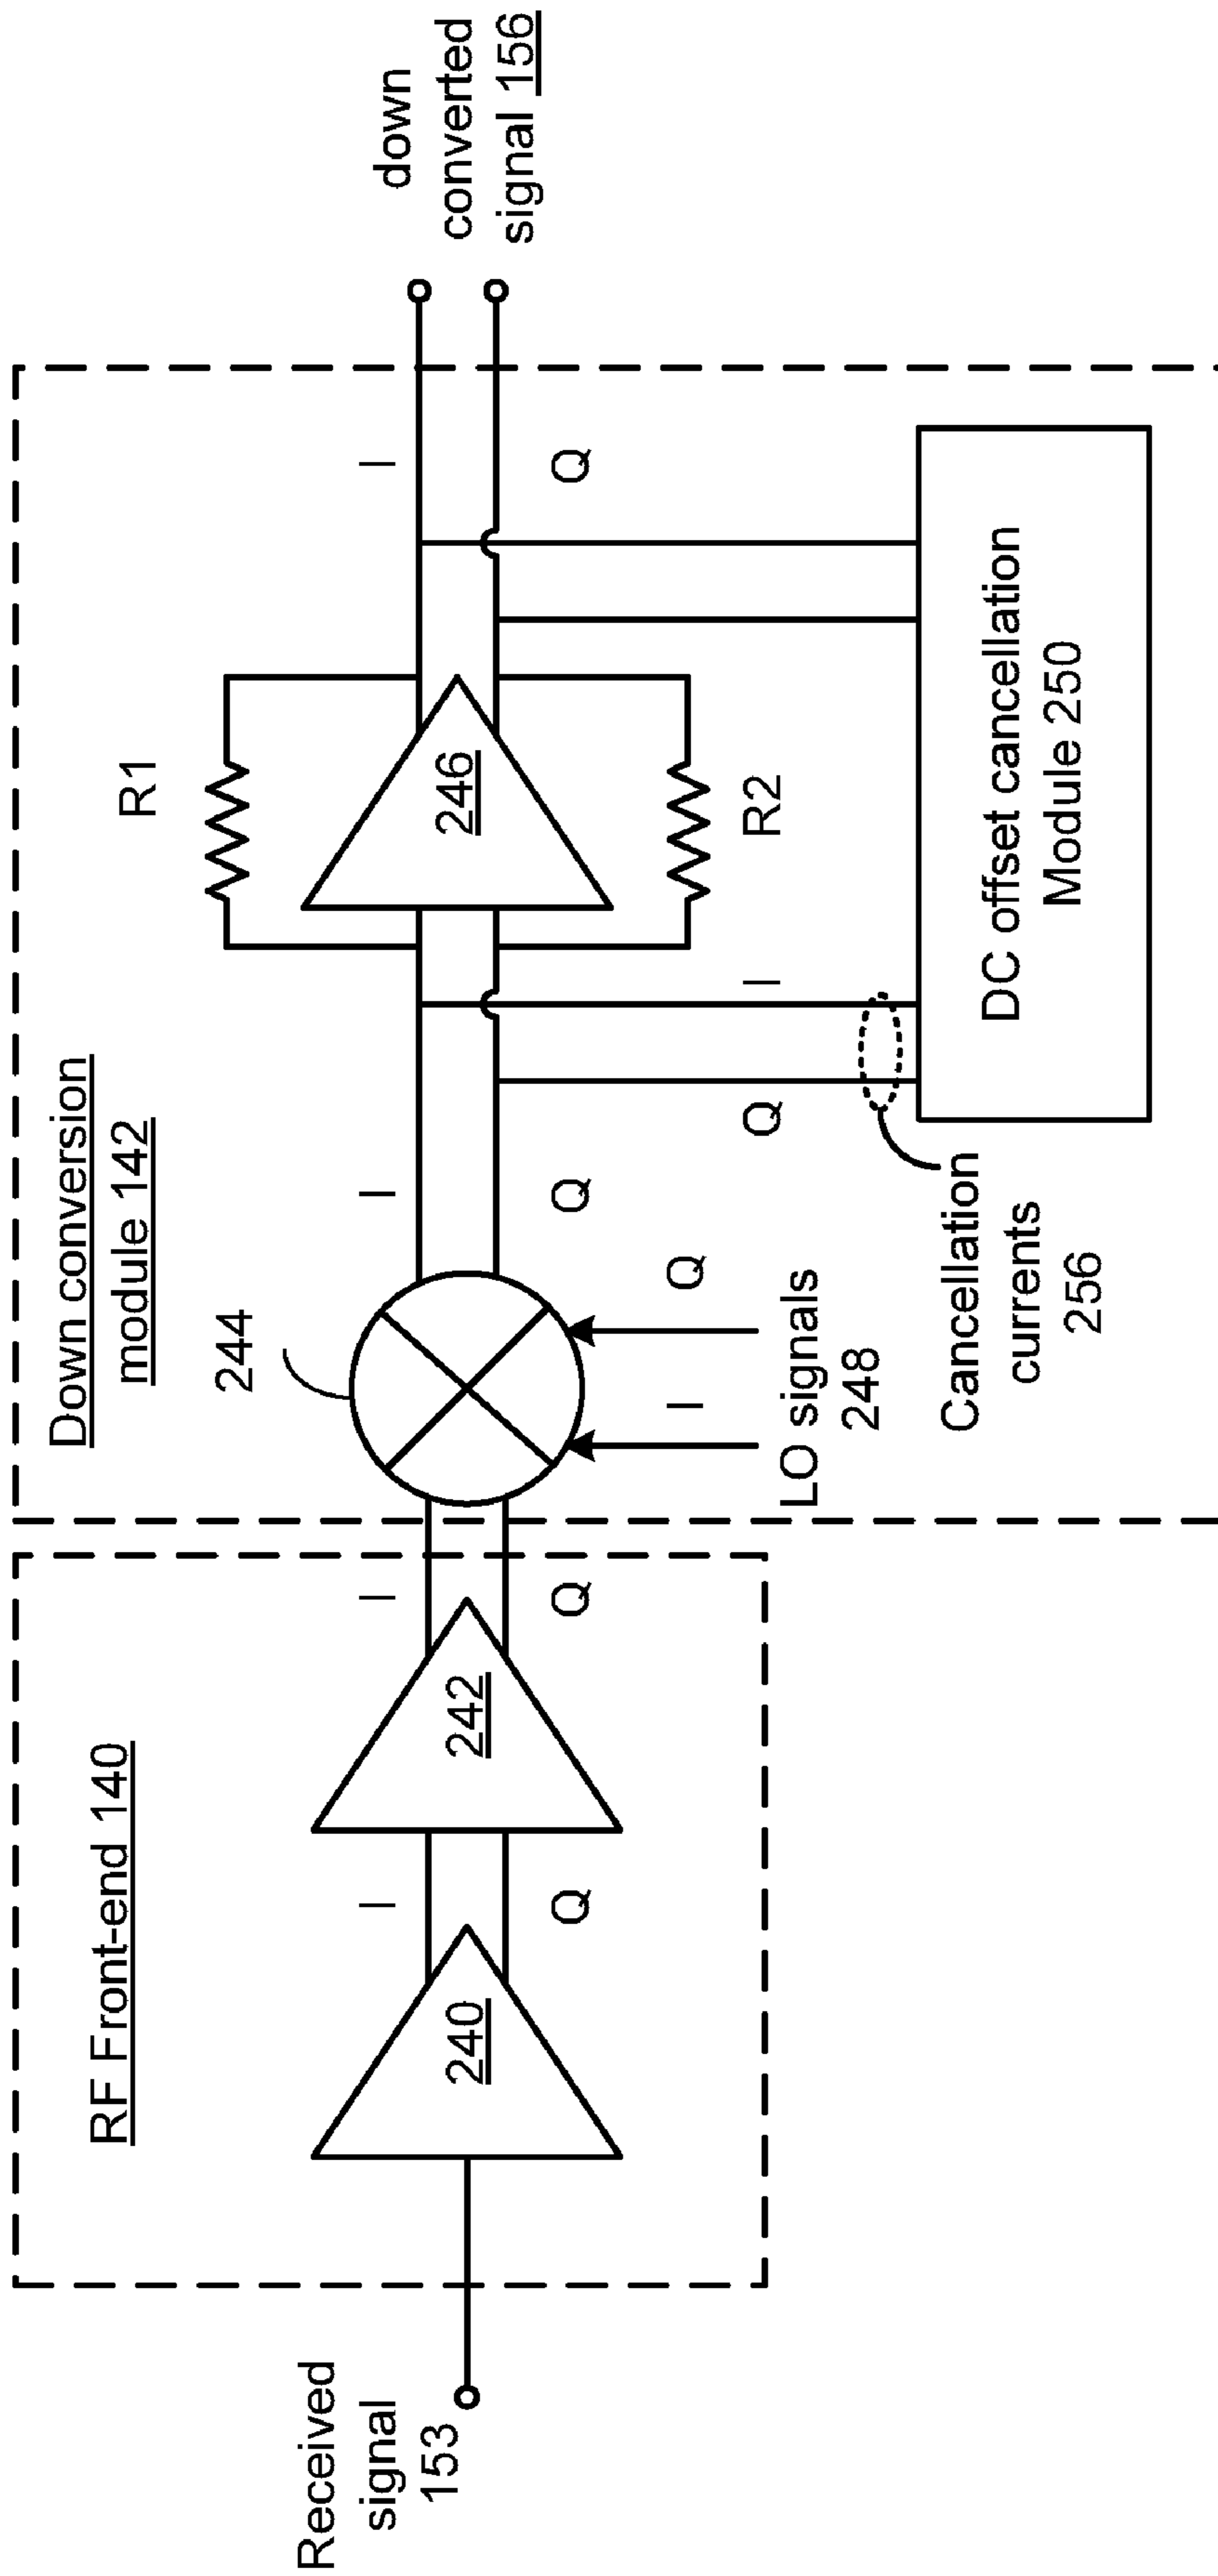 RF Front-end 140
Received
signal
153
240
I
Q
242
I
Q
Down conversion
module 142
244
I
Q
LO signals
248
I
Q
R1
246
R2
I
Q
I
Q
Cancellation
currents
256
DC offset cancellation
Module 250
down
converted
signal 156